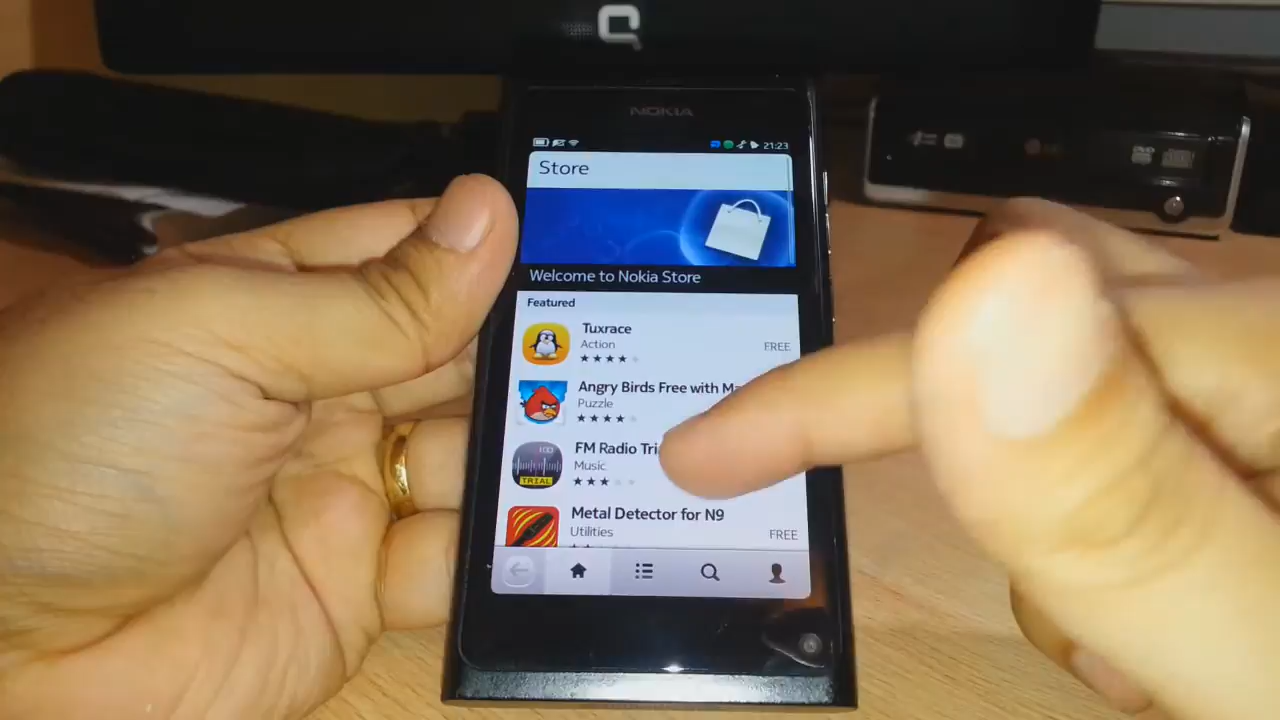 NOKIA
21:23
Store
Welcome to Nokia Store
Featured
Tuxrace
Action
FREE
Angry Birds Free with
Puzzle
FM Radio
Music
TRIAL
Metal Detector for N9
Utilities
FREE